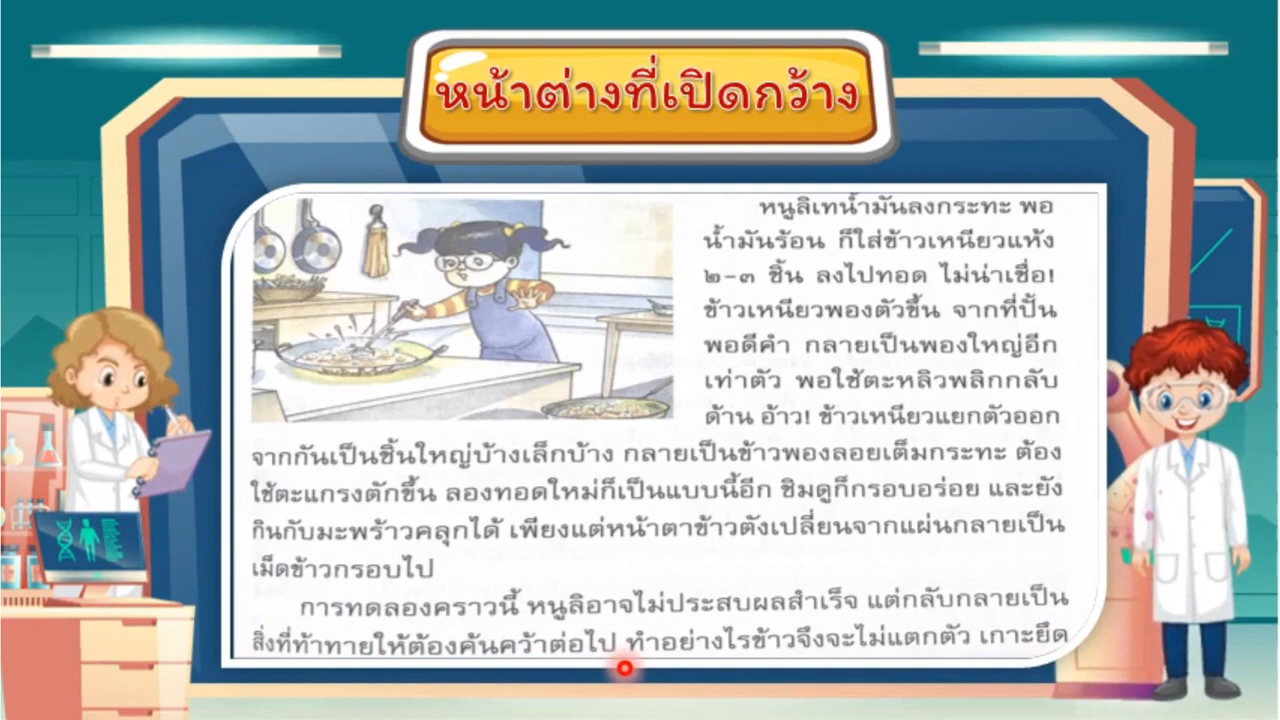 หน้าต่างที่เปิดกว้าง
หนูลิเทน้ำมันลงกระทะ พอ
น้ำมันร้อน ก็ใส่ข้าวเหนียวแห้ง
๒-๓ ชิ้น ลงไปทอด ไม่น่าเชื่อ!
ข้าวเหนียวพองตัวขึ้น จากที่ปั้น
พอดีคำ กลายเป็นพองใหญ่อีก
เท่าตัว พอใช้ตะหลิวพลิกกลับ
ด้าน อ้าว! ข้าวเหนียวแยกตัวออก
จากกันเป็นชิ้นใหญ่บ้างเล็กบ้าง กลายเป็นข้าวพองลอยเต็มกระทะ ต้อง
ใช้ตะแกรงตักขึ้น ลองทอดใหม่ก็เป็นแบบนี้อีก ชิมดูก็กรอบอร่อย และยัง
กินกับมะพร้าวคลุกได้ เพียงแต่หน้าตาข้าวตังเปลี่ยนจากแผ่นกลายเป็น
เม็ดข้าวกรอบไป
การทดลองคราวนี้ หนูลิอาจไม่ประสบผลสำเร็จ แต่กลับกลายเป็น
สิ่งที่ท้าทายให้ต้องค้นคว้าต่อไป ทำอย่างไรข้าวจึงจะไม่แตกตัว เกาะยึด